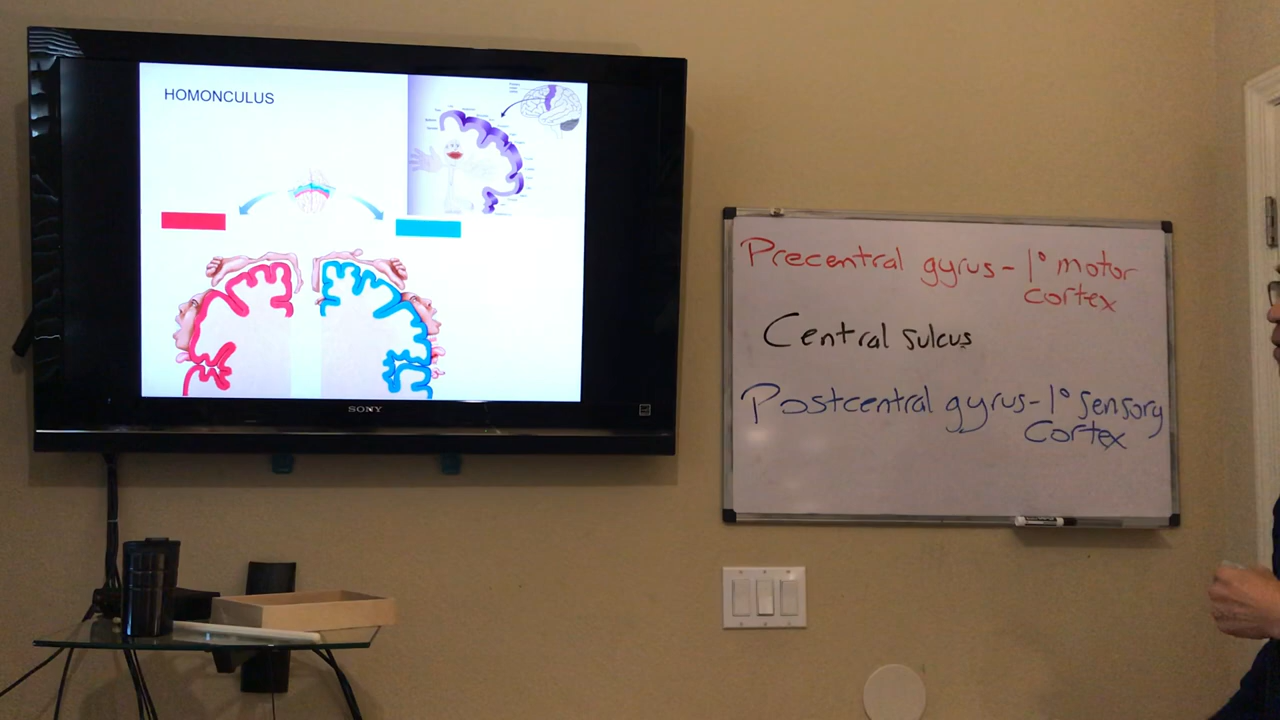 HOMONCULUS
SONY
Precentral gyrus - 1° motor
cortex
Central sulcus
Postcentral gyrus - 1° sensory
cortex